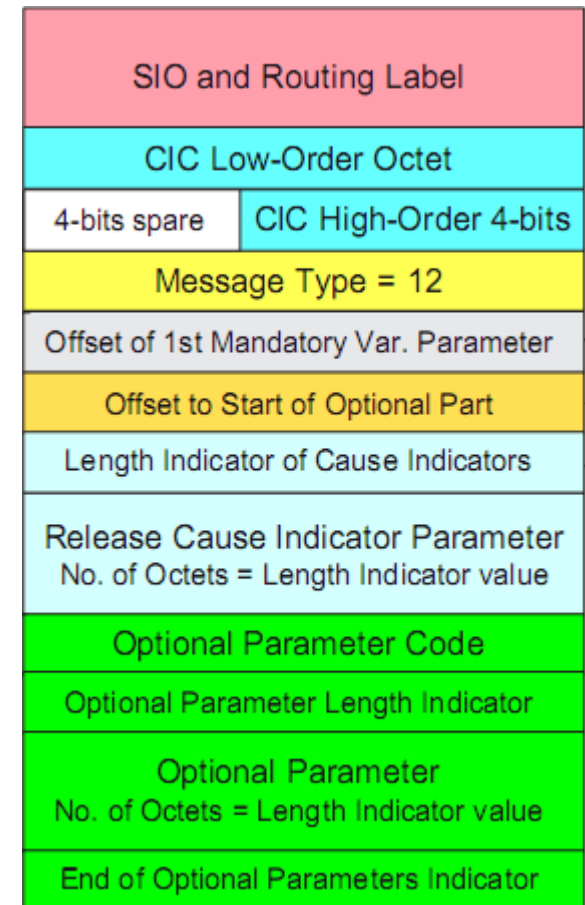 SIO and Routing Label
CIC Low-Order Octet
4-bits spare
CIC High-Order 4-bits
Message Type = 12
Offset of 1st Mandatory Var. Parameter
Offset to Start of Optional Part
Length Indicator of Cause Indicators
Release Cause Indicator Parameter
No. of Octets = Length Indicator value
Optional Parameter Code
Optional Parameter Length Indicator
Optional Parameter
No. of Octets = Length Indicator value
End of Optional Parameters Indicator